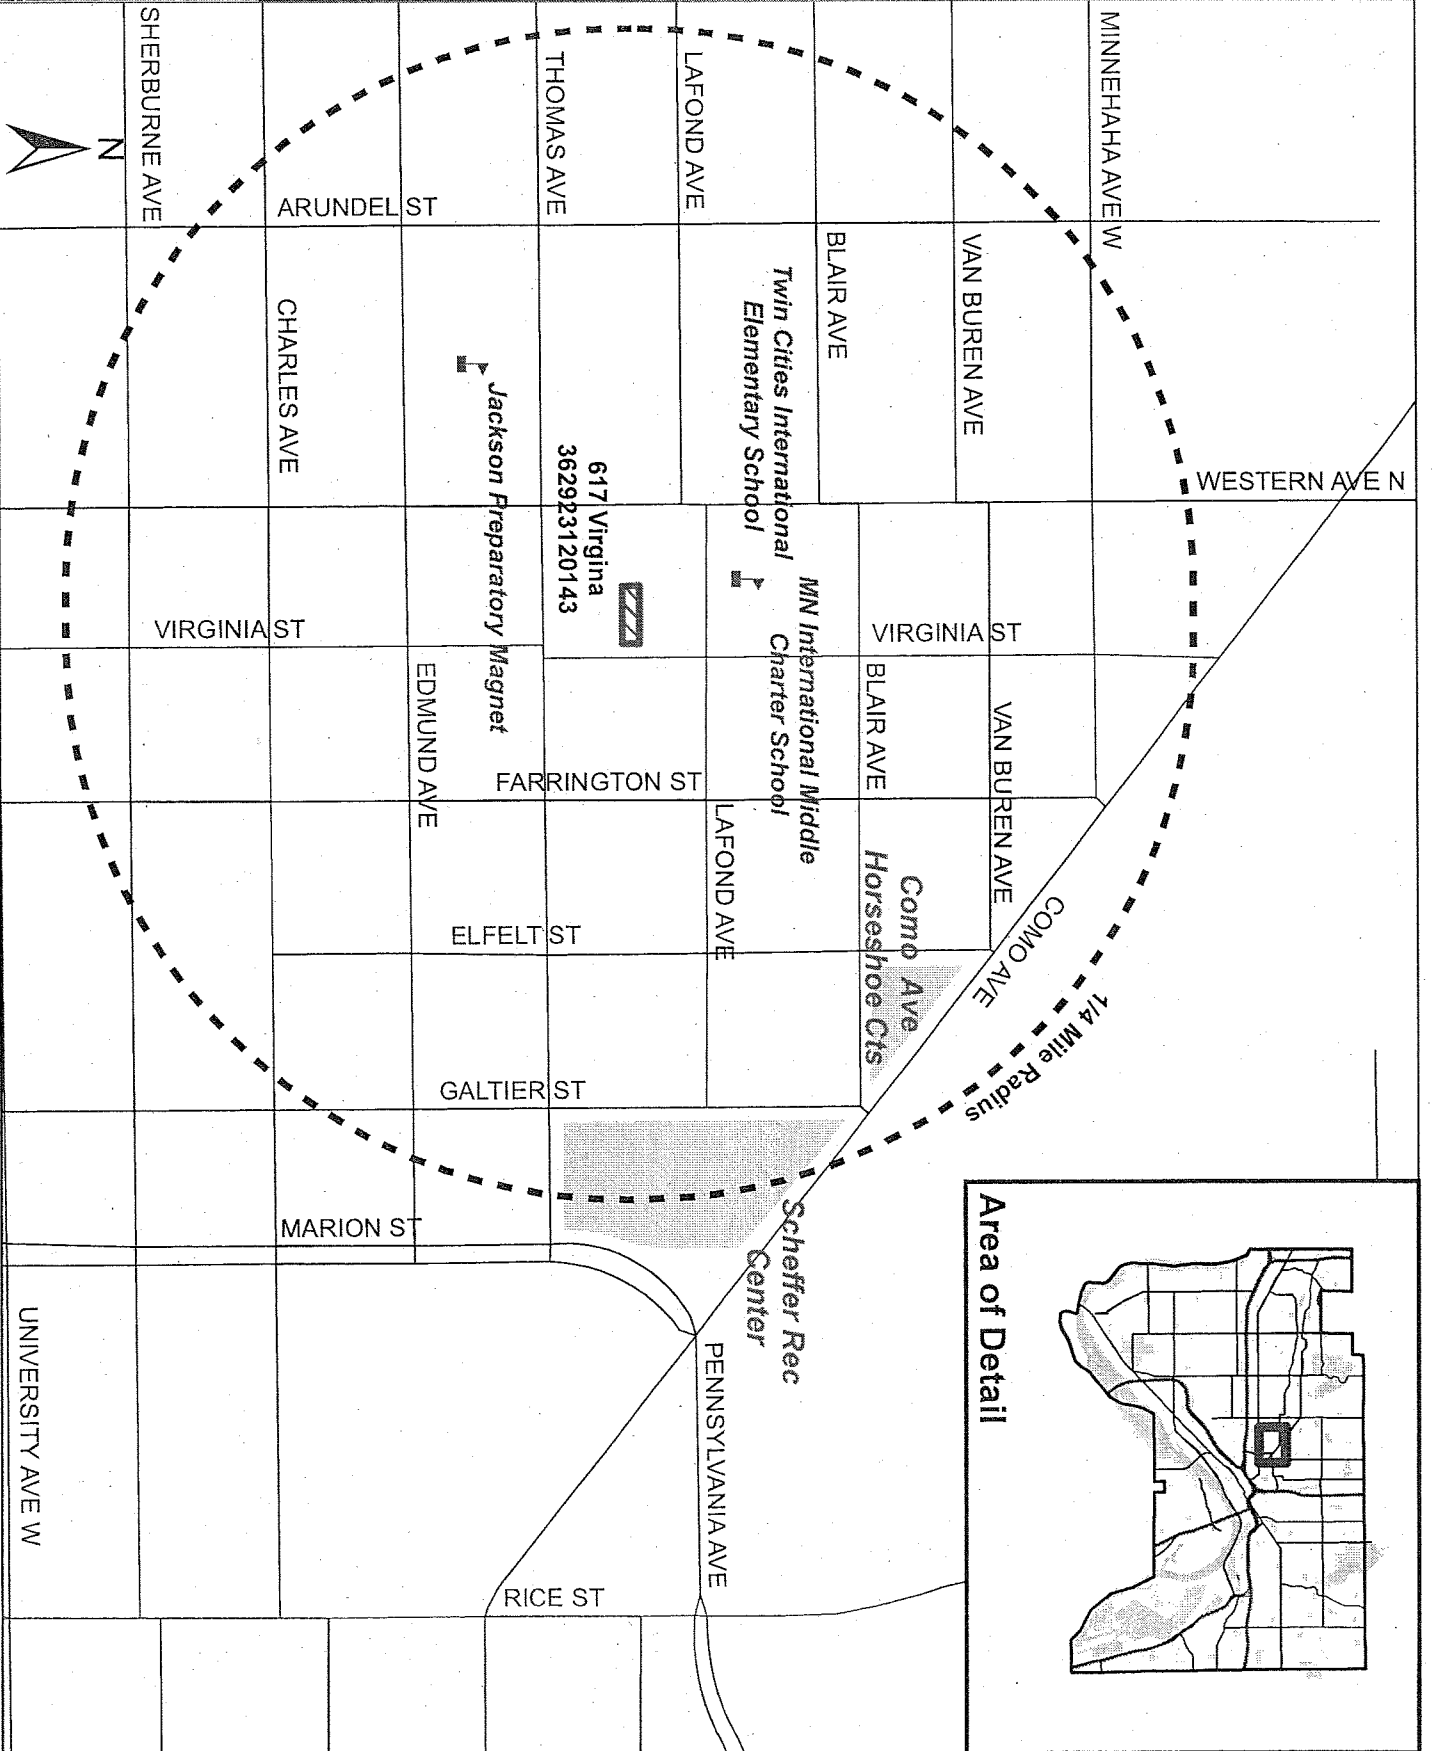 MINNEHAHA AVE W
WESTERN AVE N
VAN BUREN AVE
BLAIR AVE
LAFOND AVE
THOMAS AVE
SHERBURNE AVE
N
ARUNDEL ST
CHARLES AVE
Twin Cities International
Elementary School
Jackson Preparatory Magnet
617 Virgina
362923120143
MN International Middle
Charter School
VIRGINIA ST
VIRGINIA ST
BLAIR AVE
VAN BUREN AVE
EDMUND AVE
FARRINGTON ST
LAFOND AVE
Como Ave
Horseshoe Cts
COMO AVE
ELFELT ST
1/4 Mile Radius
GALTIER ST
MARION ST
Scheffer Rec
Center
PENNSYLVANIA AVE
UNIVERSITY AVE W
RICE ST
Area of Detail